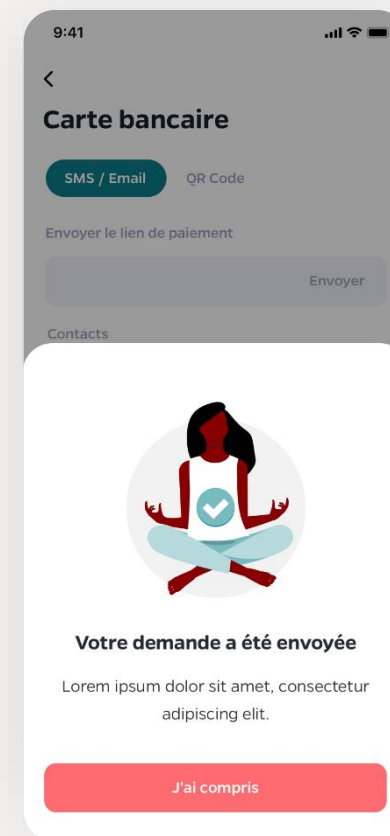 9:41
Carte bancaire
SMS / Email QR Code
Envoyer le lien de paiement
Envoyer
Contacts
Votre demande a été envoyée
Lorem ipsum dolor sit amet, consectetur
adipiscing elit.
J'ai compris